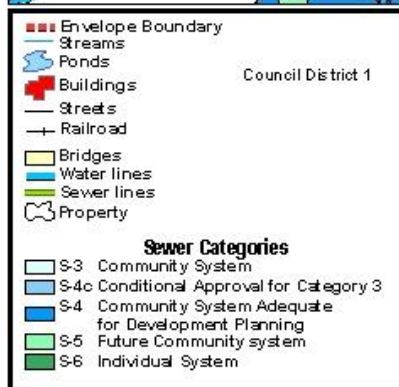 Envelope Boundary
Streams
Ponds
Council District 1
Buildings
Streets
Railroad
Bridges
Water lines
Sewer lines
Property
Sewer Categories
S-3 Community System
S-4c Conditional Approval for Category 3
S-4 Community System Adequate
for Development Planning
S-5 Future Community system
S-6 Individual System